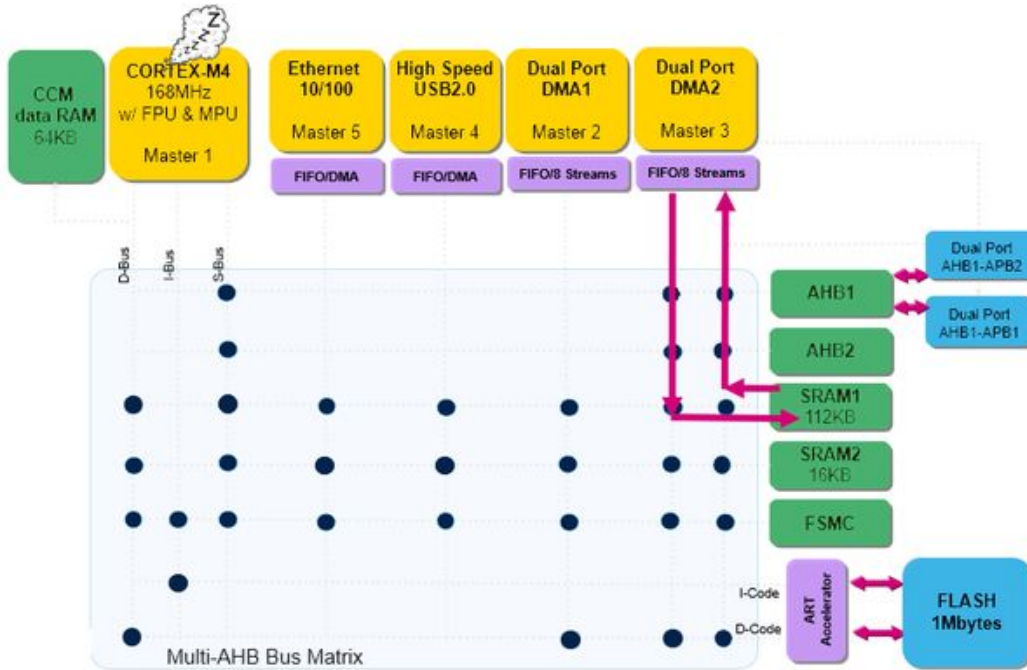 Z
z
z
z
CCM
data RAM
64KB
CORTEX-M4
168MHz
w/ FPU & MPU
Master 1
Ethernet
10/100
Master 5
High Speed
USB2.0
Master 4
Dual Port
DMA1
Master 2
Dual Port
DMA2
Master 3
FIFO/DMA
FIFO/DMA
FIFO/8 Streams
FIFO/8 Streams
D-Bus
I-Bus
S-Bus
Dual Port
AHB1-APB2
AHB1
Dual Port
AHB1-APB1
AHB2
SRAM1
112KB
SRAM2
16KB
FSMC
I-Code
D-Code
ART
Accelerator
FLASH
1Mbytes
Multi-AHB Bus Matrix